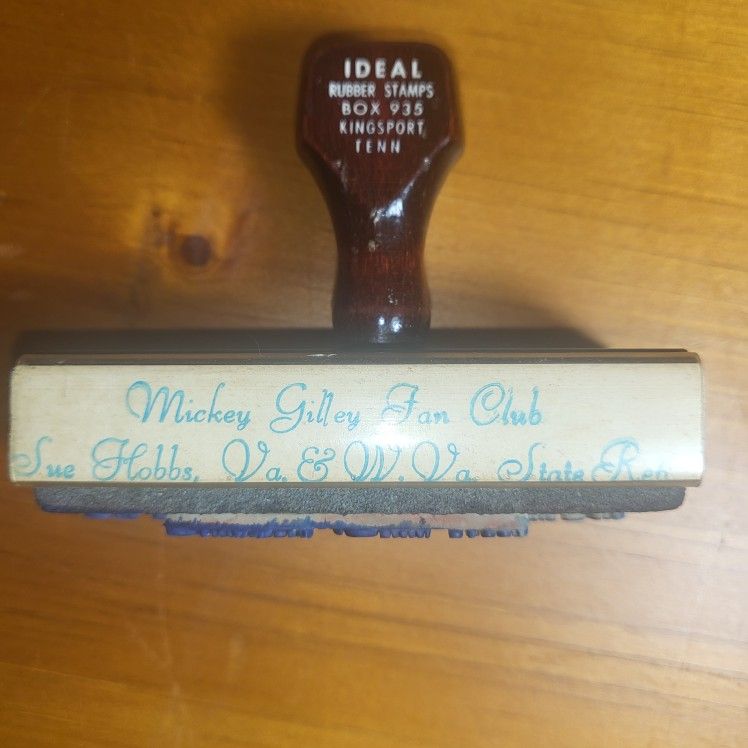 IDEAL
RUBBER STAMPS
BOX 935
KINGSPORT,
TENN
Mickey Gilley Fan Club
Sue Hobbs, Va. & W. Va. State Rep.